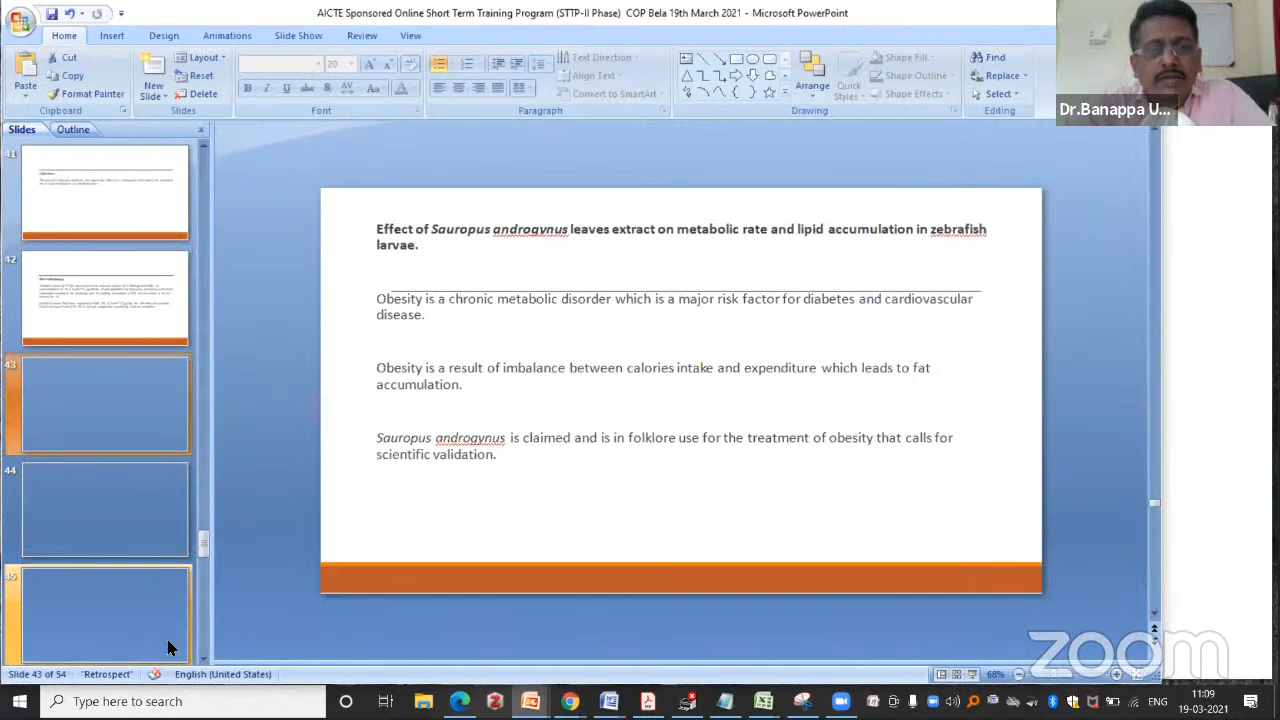 AICTE Sponsored Online Short Term Training Program (STTP-II Phase) COP Bela 19th March 2021 - Microsoft PowerPoint
Home Insert Design Animations Slide Show Review View
Paste
Cut
Copy
Format Painter
Clipboard
New
Slide
Layout
Reset
Delete
Slides
20
Font
Text Direction
Align Text
Convert to SmartArt
Paragraph
Arrange
Quick
Styles
Shape Fill
Shape Outline
Shape Effects
Drawing
Find
Replace
Select
Editing
Dr.Banappa U...
Slides Outline
41
42
43
44
45
Effect of Sauropus androgynus leaves extract on metabolic rate and lipid accumulation in zebrafish
larvae.
Obesity is a chronic metabolic disorder which is a major risk factor for diabetes and cardiovascular
disease.
Obesity is a result of imbalance between calories intake and expenditure which leads to fat
accumulation.
Sauropus androgynus is claimed and is in folklore use for the treatment of obesity that calls for
scientific validation.
zoom
Slide 43 of 54 "Retrospect" English (United States) 68%
Type here to search
11:09
19-03-2021